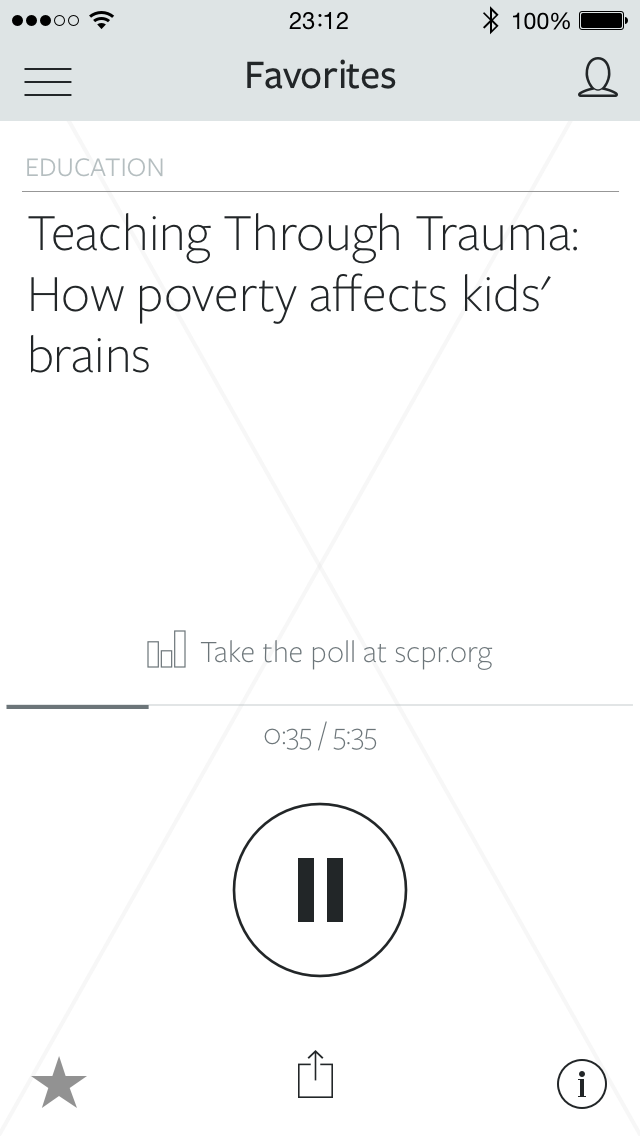 23:12
100%
Favorites
EDUCATION
Teaching Through Trauma:
How poverty affects kids′
brains
Take the poll at scpr.org
0:35 / 5:35
i